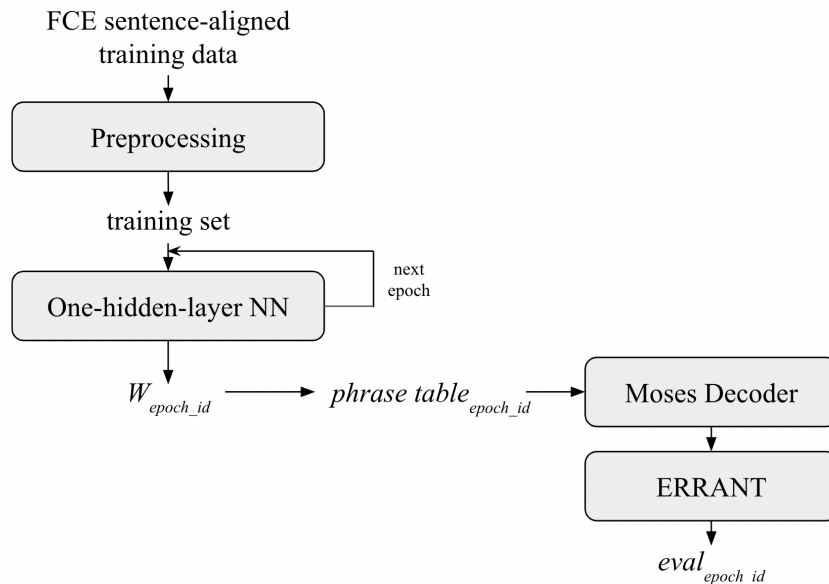 FCE sentence-aligned
training data
Preprocessing
training set
next
epoch
One-hidden-layer NN
W_epoch_id
phrase table_epoch_id
Moses Decoder
ERRANT
eval_epoch_id